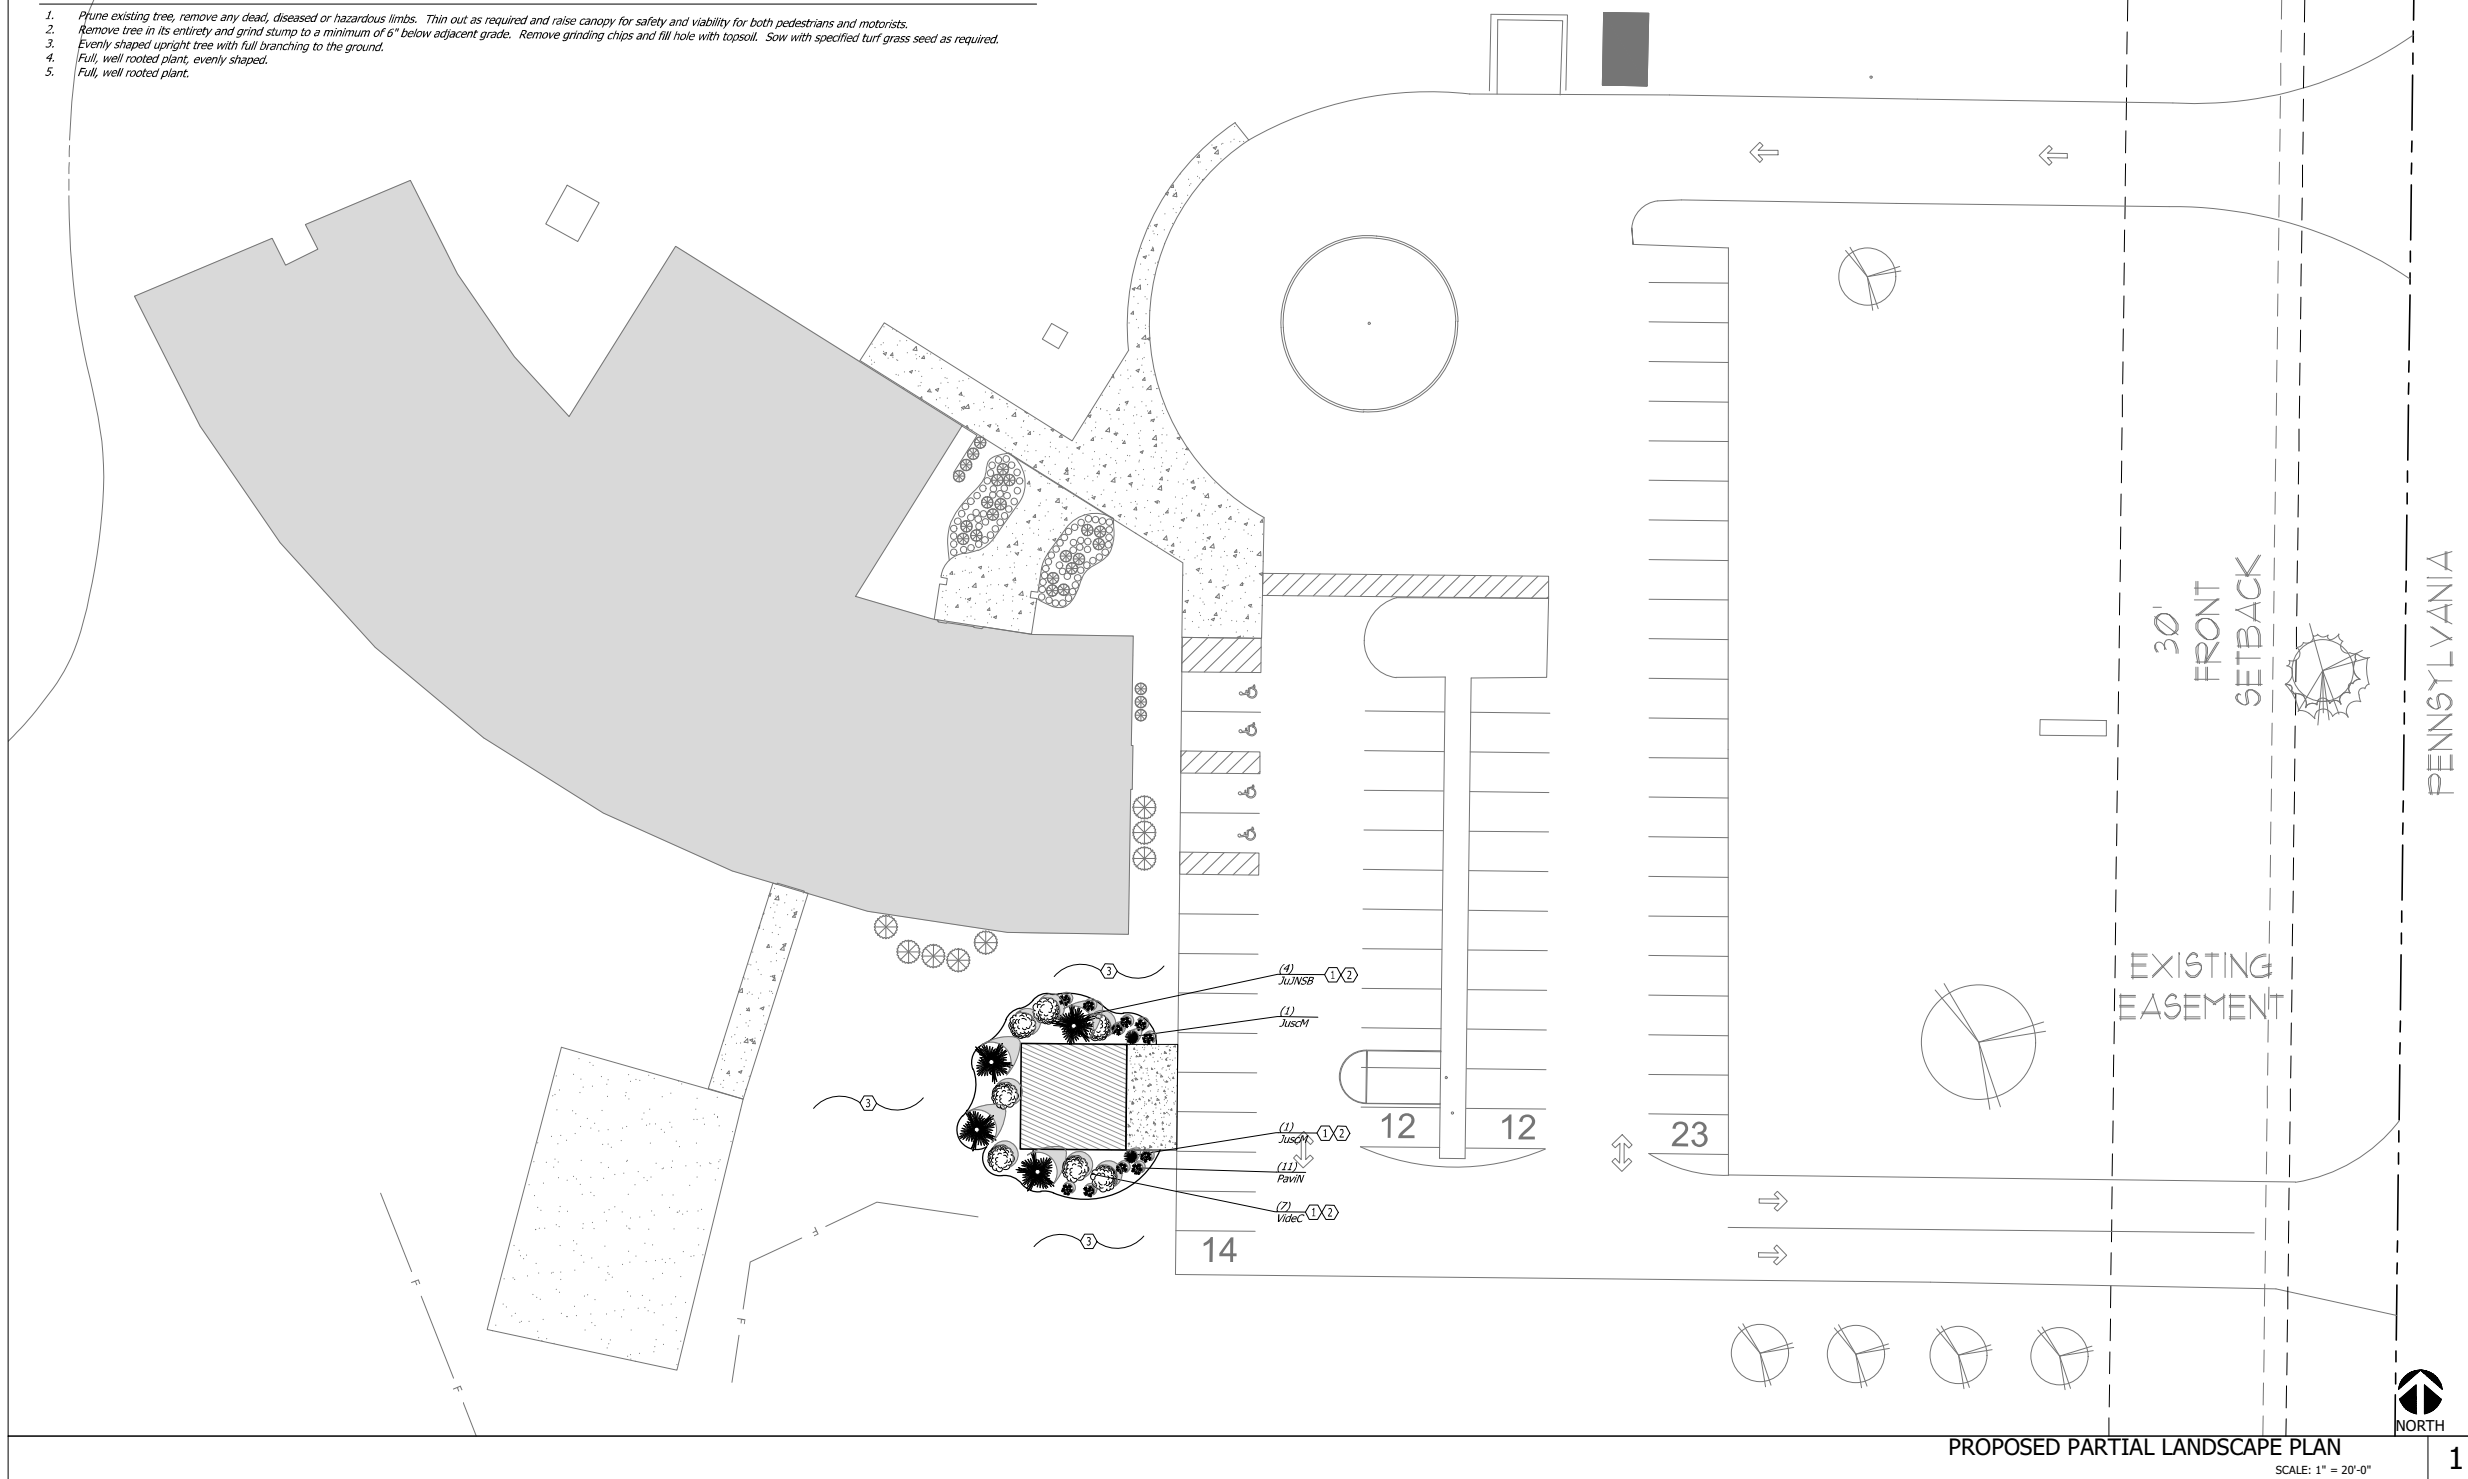 1. Prune existing tree, remove any dead, diseased or hazardous limbs. Thin out as required and raise canopy for safety and viability for both pedestrians and motorists.
2. Remove tree in its entirety and grind stump to a minimum of 6" below adjacent grade. Remove grinding chips and fill hole with topsoil. Sow with specified turf grass seed as required.
3. Evenly shaped upright tree with full branching to the ground.
4. Full, well rooted plant, evenly shaped.
5. Full, well rooted plant.
30'
FRONT
SETBACK
PENNSYLVANIA
EXISTING
EASEMENT
3
(4)
JuJNSB
1 2
(1)
JuscM
3
(1)
JuscM
1 2
(11)
PaviN
(7)
VideC
1 2
3
12
12
23
14
F
F
F
F
NORTH
PROPOSED PARTIAL LANDSCAPE PLAN
SCALE: 1" = 20'-0"
1